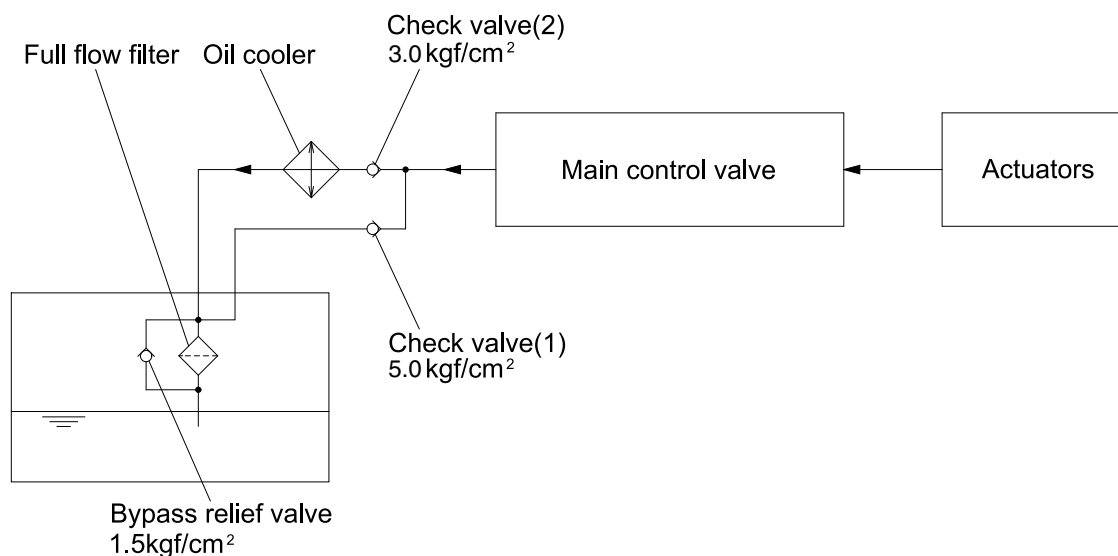 Check valve(2)
3.0 kgf/cm²
Full flow filter
Oil cooler
Main control valve
Actuators
Check valve(1)
5.0 kgf/cm²
Bypass relief valve
1.5kgf/cm²